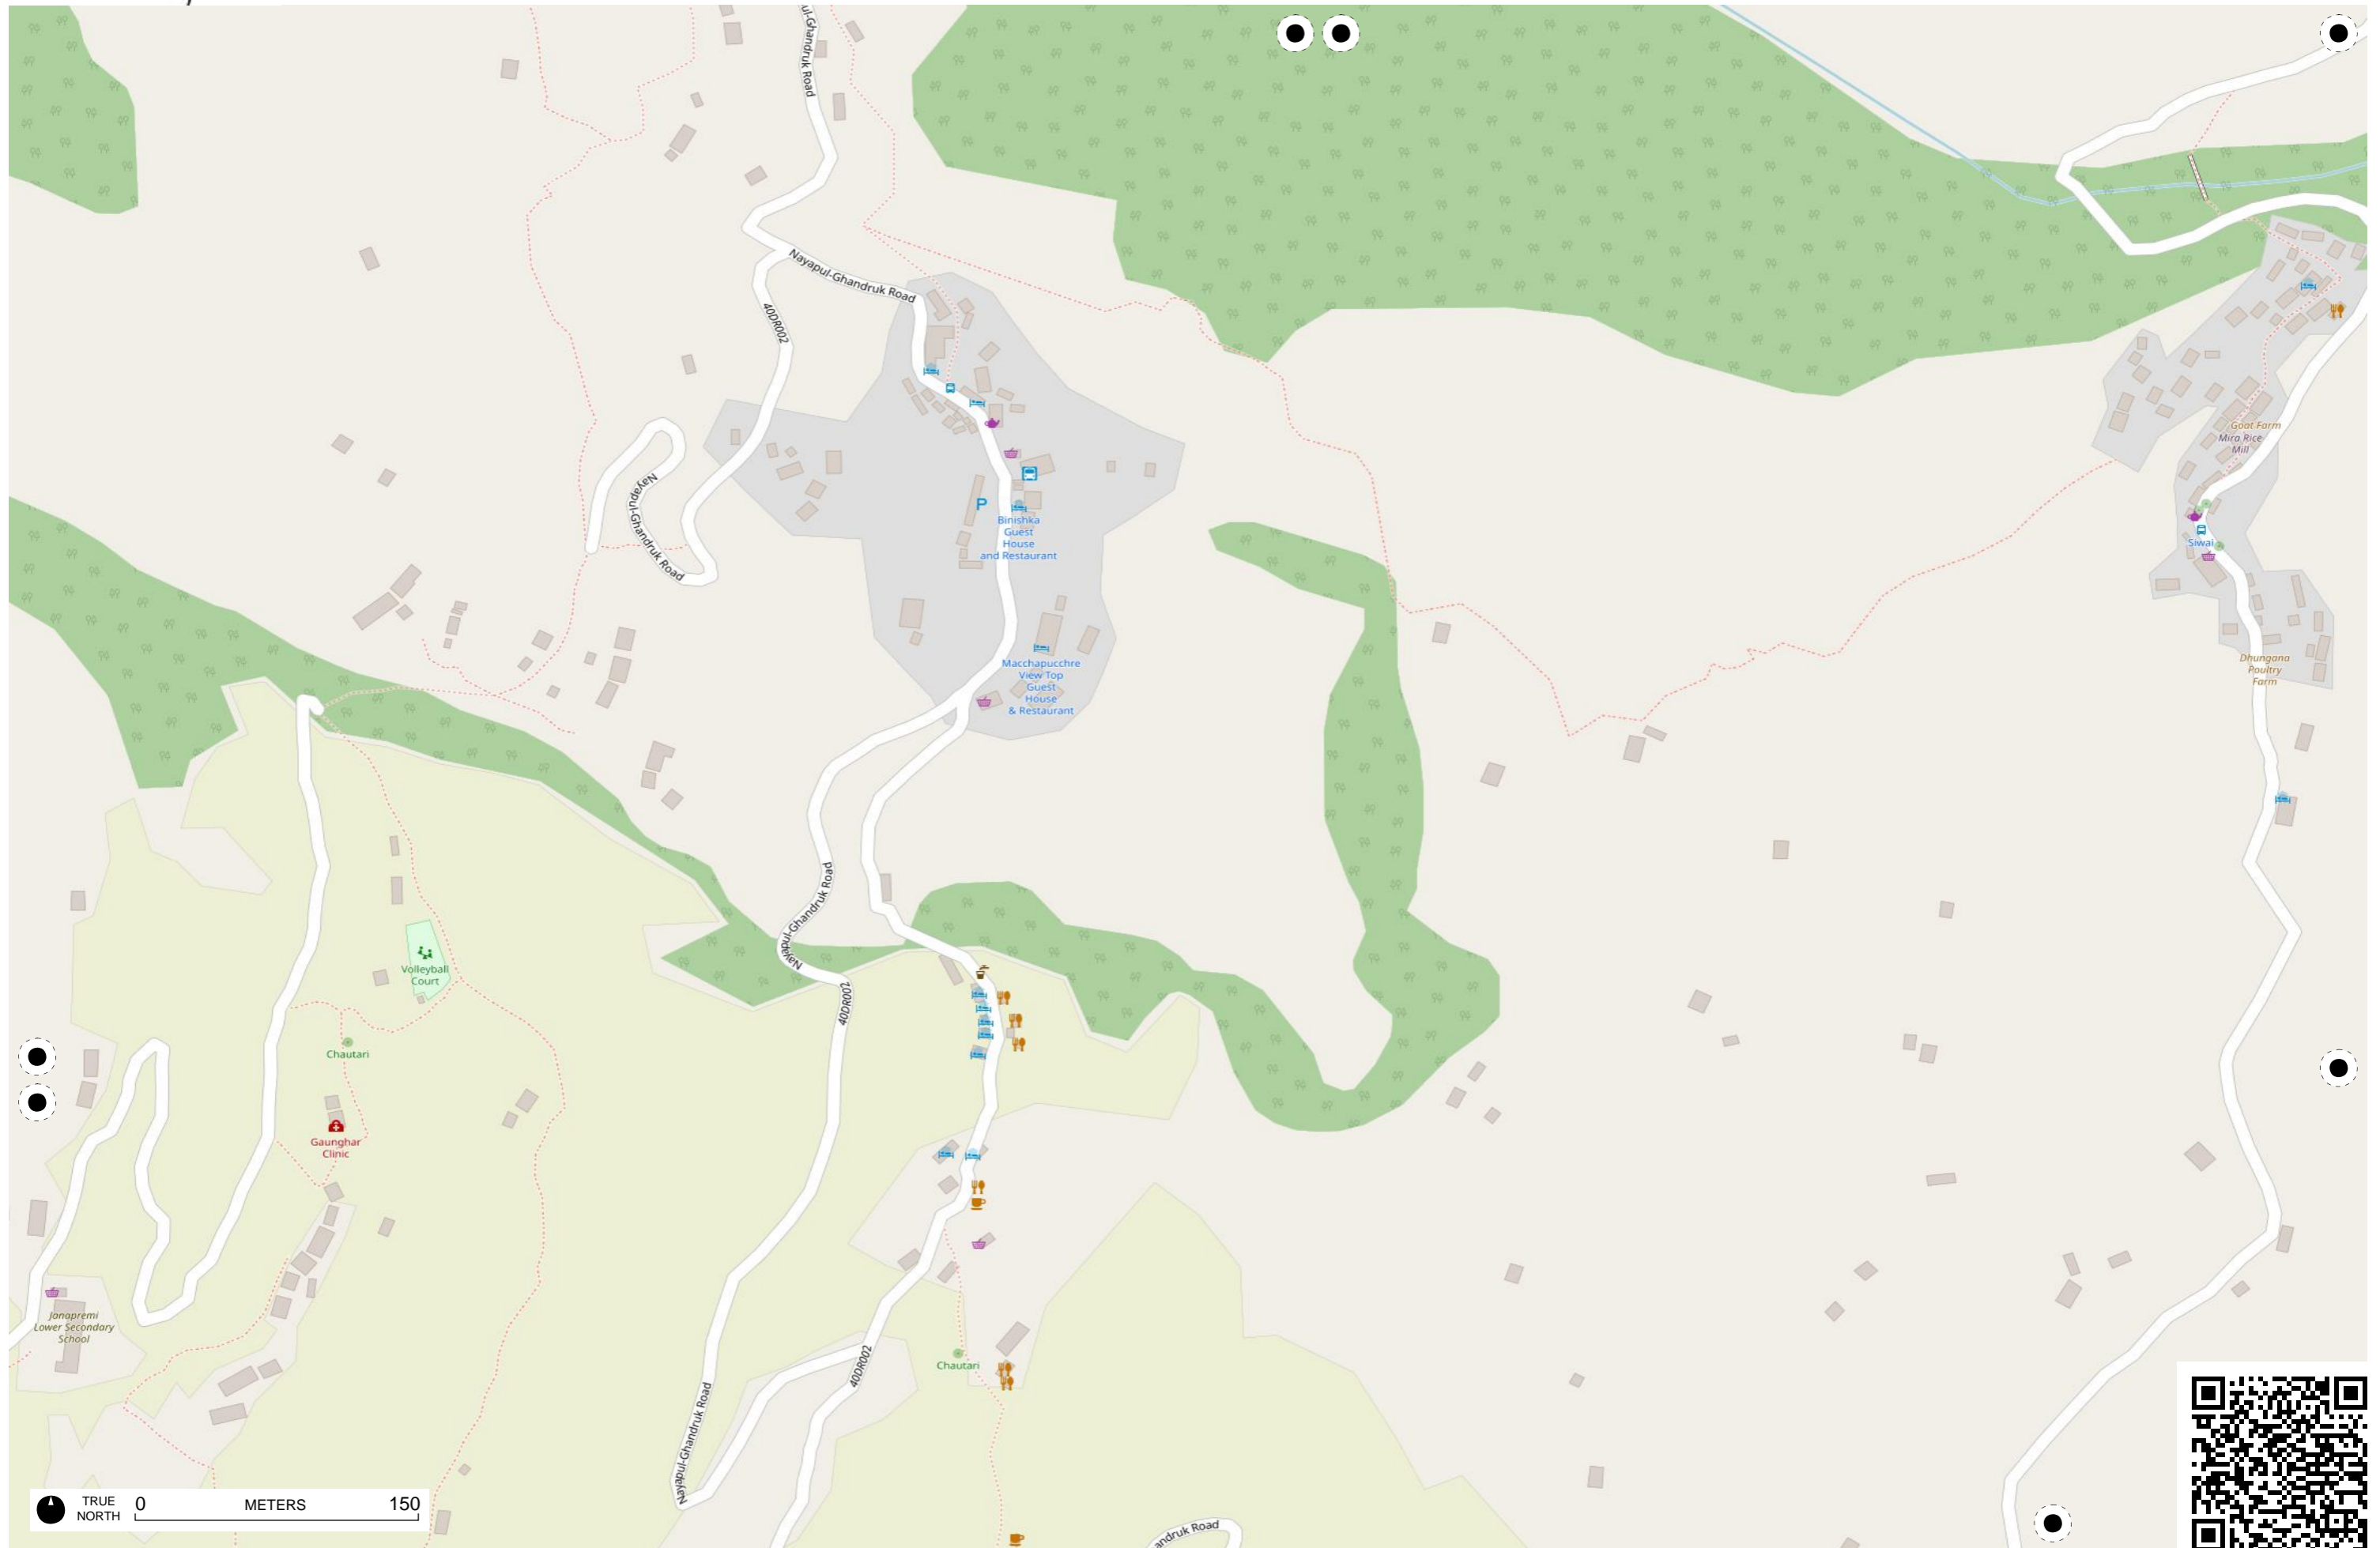 ul-Ghandruk Road
Nayapul-Ghandruk Road
40DR002
Goat Farm
Mira Rice
Mill
Nayapul-Ghandruk Road
P
Binishka
Guest
House
and Restaurant
Siwai
Macchapucchre
View Top
Guest
House
& Restaurant
Dhungana
Poultry
Farm
Nayapul-Ghandruk Road
Volleyball
Court
40DR002
Chautari
Gaunghar
Clinic
Janapremi
Lower Secondary
School
40DR002
Chautari
Nayapul-Ghandruk Road
TRUE
NORTH
0 METERS 150
andruk Road